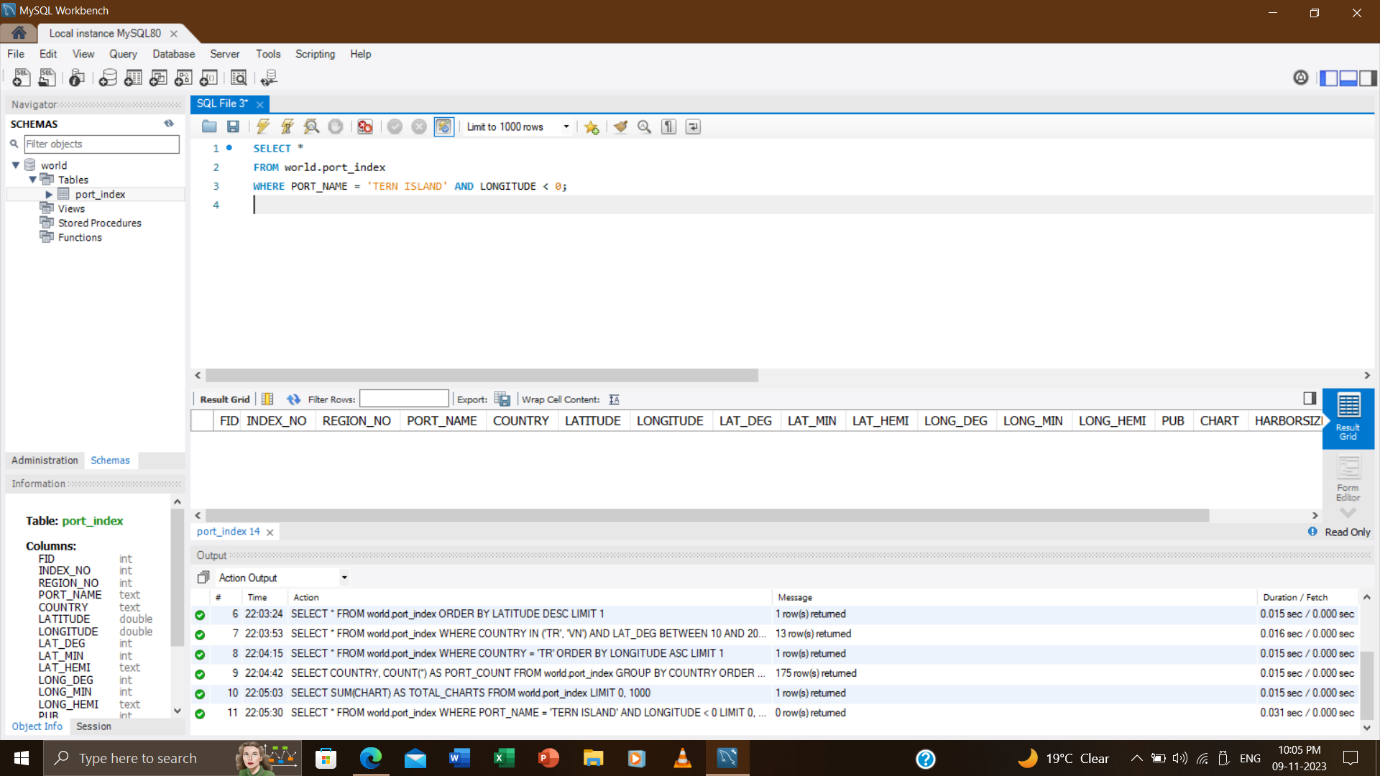 MySQL Workbench
Local instance MySQL80
File Edit View Query Database Server Tools Scripting Help
Navigator
SCHEMAS
Filter objects
world
Tables
port_index
Views
Stored Procedures
Functions
Administration Schemas
Information
Table: port_index
Columns:
FID int
INDEX_NO int
REGION_NO int
PORT_NAME text
COUNTRY text
LATITUDE double
LONGITUDE double
LAT_DEG int
LAT_MIN int
LAT_HEMI text
LONG_DEG int
LONG_MIN int
LONG_HEMI text
PUB int
Object Info Session
SQL File 3*
Limit to 1000 rows
1 SELECT *
2 FROM world.port_index
3 WHERE PORT_NAME = 'TERN ISLAND' AND LONGITUDE < 0;
4
Result Grid Filter Rows: Export: Wrap Cell Content:
FID INDEX_NO REGION_NO PORT_NAME COUNTRY LATITUDE LONGITUDE LAT_DEG LAT_MIN LAT_HEMI LONG_DEG LONG_MIN LONG_HEMI PUB CHART HARBORSIZ
Result
Grid
Form
Editor
port_index 14
Read Only
Output
Action Output
# Time Action Message Duration / Fetch
6 22:03:24 SELECT * FROM world.port_index ORDER BY LATITUDE DESC LIMIT 1 1 row(s) returned 0.015 sec / 0.000 sec
7 22:03:53 SELECT * FROM world.port_index WHERE COUNTRY IN ('TR', 'VN') AND LAT_DEG BETWEEN 10 AND 20... 13 row(s) returned 0.016 sec / 0.000 sec
8 22:04:15 SELECT * FROM world.port_index WHERE COUNTRY = 'TR' ORDER BY LONGITUDE ASC LIMIT 1 1 row(s) returned 0.015 sec / 0.000 sec
9 22:04:42 SELECT COUNTRY, COUNT(*) AS PORT_COUNT FROM world.port_index GROUP BY COUNTRY ORDER ... 175 row(s) returned 0.015 sec / 0.000 sec
10 22:05:03 SELECT SUM(CHART) AS TOTAL_CHARTS FROM world.port_index LIMIT 0, 1000 1 row(s) returned 0.015 sec / 0.000 sec
11 22:05:30 SELECT * FROM world.port_index WHERE PORT_NAME = 'TERN ISLAND' AND LONGITUDE < 0 LIMIT 0, ... 0 row(s) returned 0.031 sec / 0.000 sec
Type here to search
19°C Clear
ENG
10:05 PM
09-11-2023